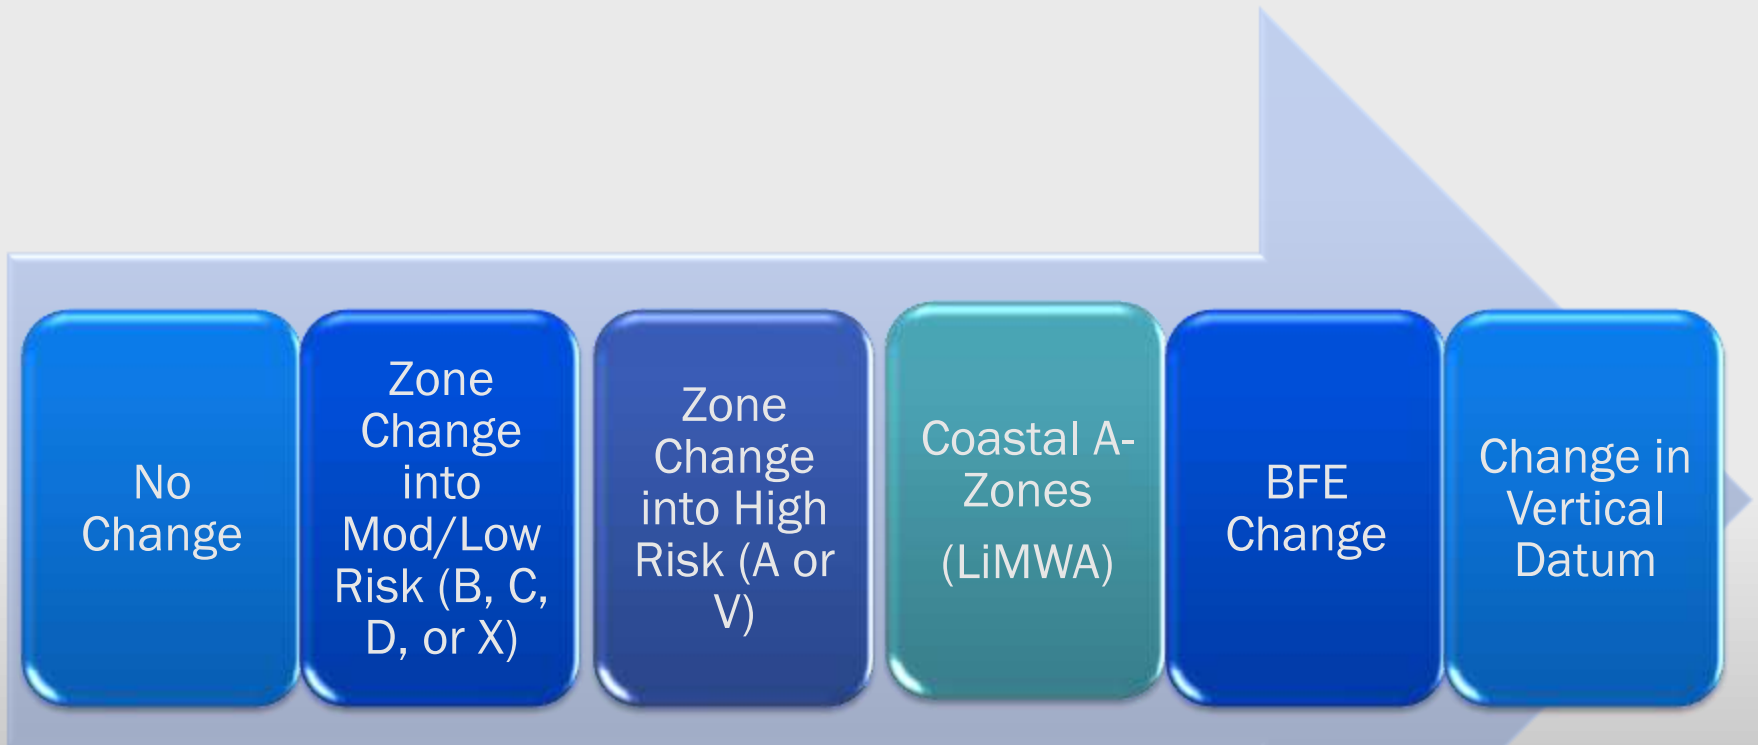 No
Change
Zone
Change
into
Mod/Low
Risk (B, C,
D, or X)
Zone
Change
into High
Risk (A or
V)
Coastal A-
Zones
(LiMWA)
BFE
Change
Change in
Vertical
Datum